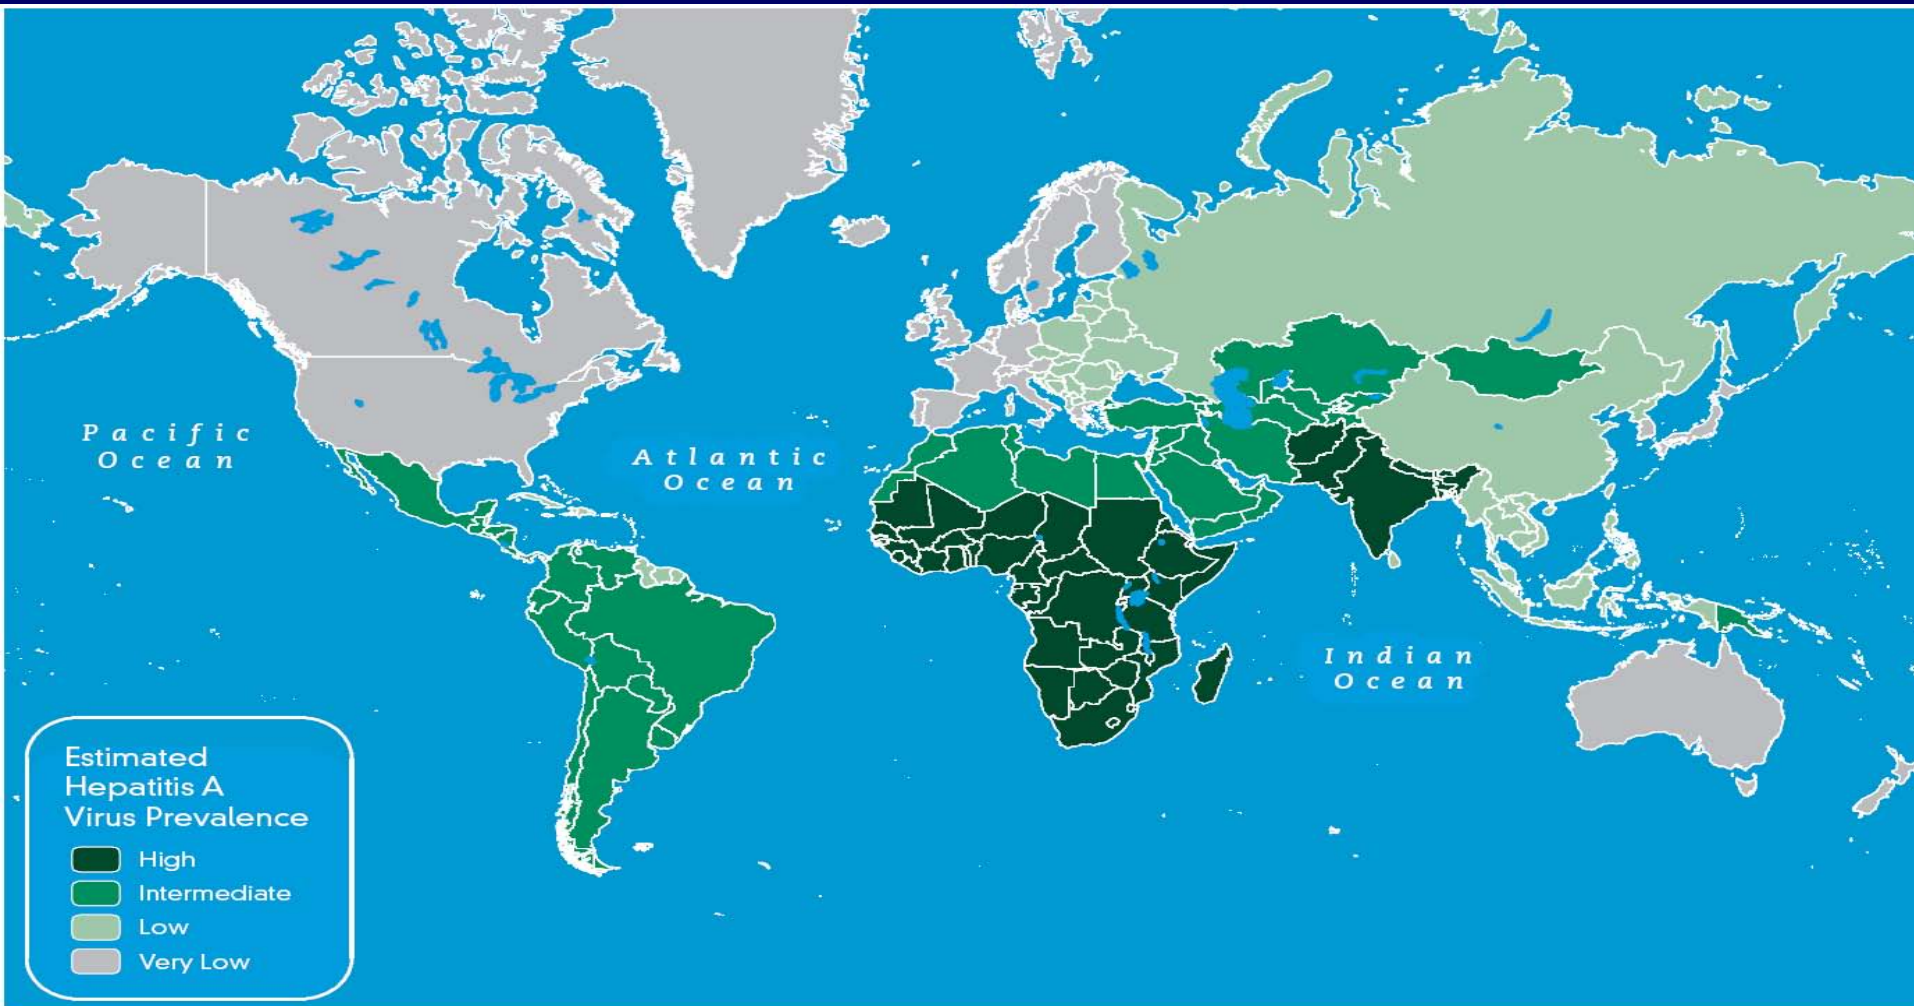 Pacific
Ocean
Atlantic
Ocean
Indian
Ocean
Estimated
Hepatitis A
Virus Prevalence
High
Intermediate
Low
Very Low